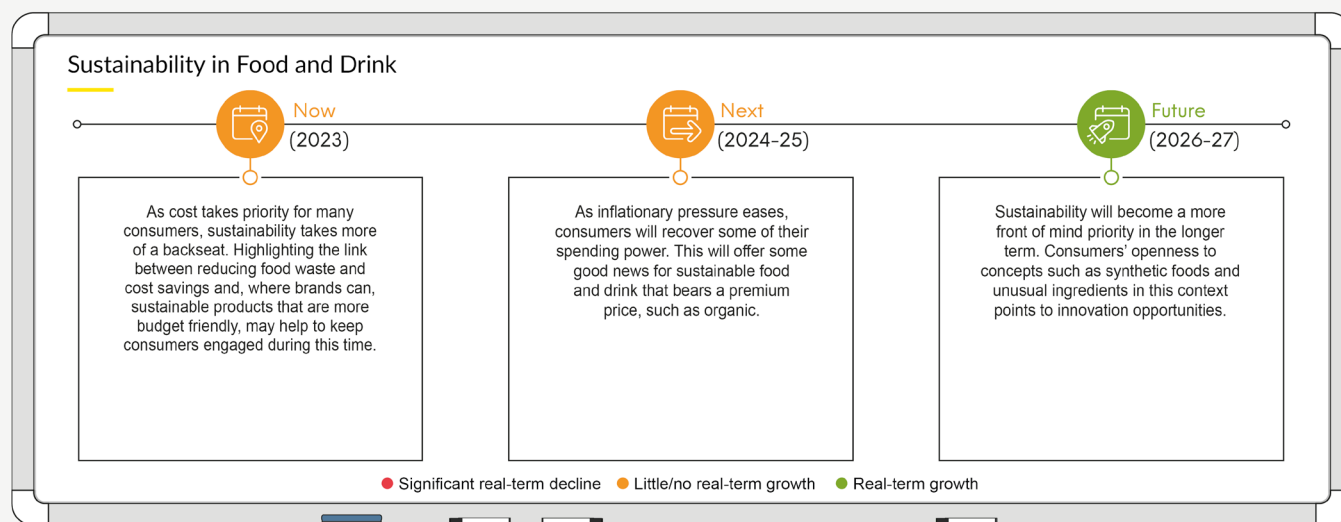 Sustainability in Food and Drink
Now
(2023)
Next
(2024-25)
Future
(2026-27)
As cost takes priority for many
consumers, sustainability takes more
of a backseat. Highlighting the link
between reducing food waste and
cost savings and, where brands can,
sustainable products that are more
budget friendly, may help to keep
consumers engaged during this time.
As inflationary pressure eases,
consumers will recover some of their
spending power. This will offer some
good news for sustainable food
and drink that bears a premium
price, such as organic.
Sustainability will become a more
front of mind priority in the longer
term. Consumers’ openness to
concepts such as synthetic foods and
unusual ingredients in this context
points to innovation opportunities.
Significant real-term decline
Little/no real-term growth
Real-term growth